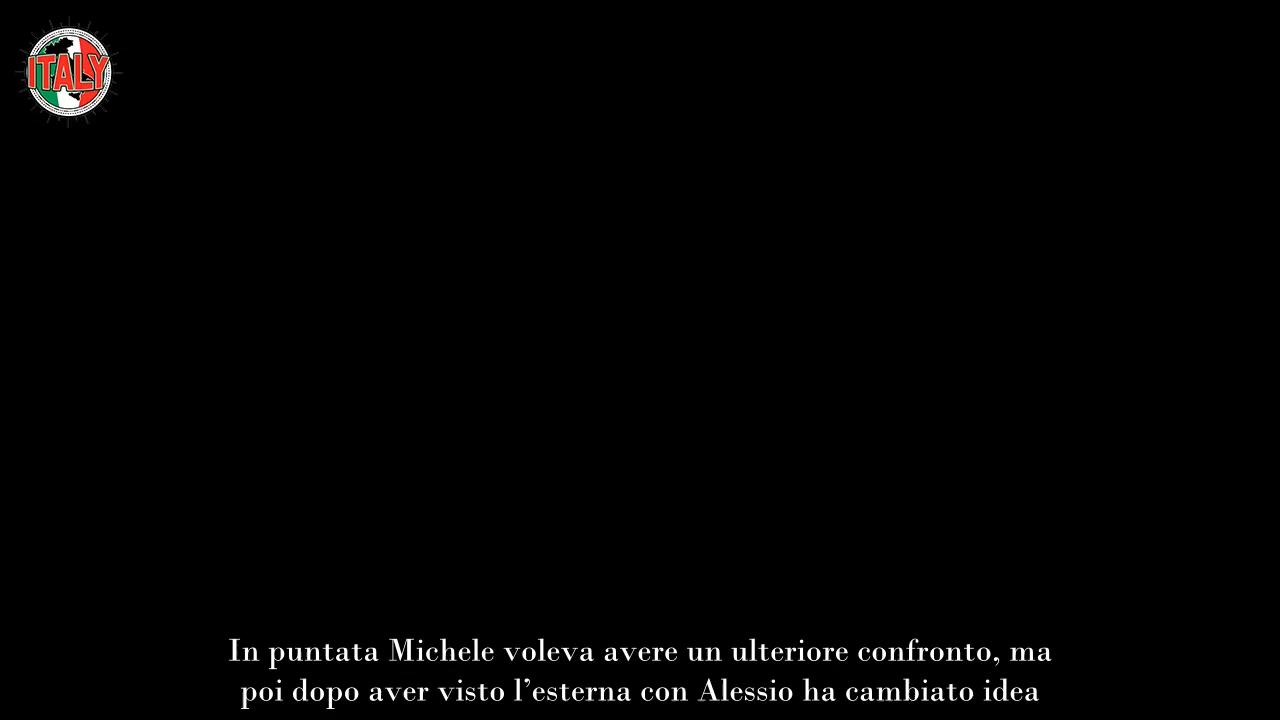 ITALY
In puntata Michele voleva avere un ulteriore confronto, ma
poi dopo aver visto l’esterna con Alessio ha cambiato idea